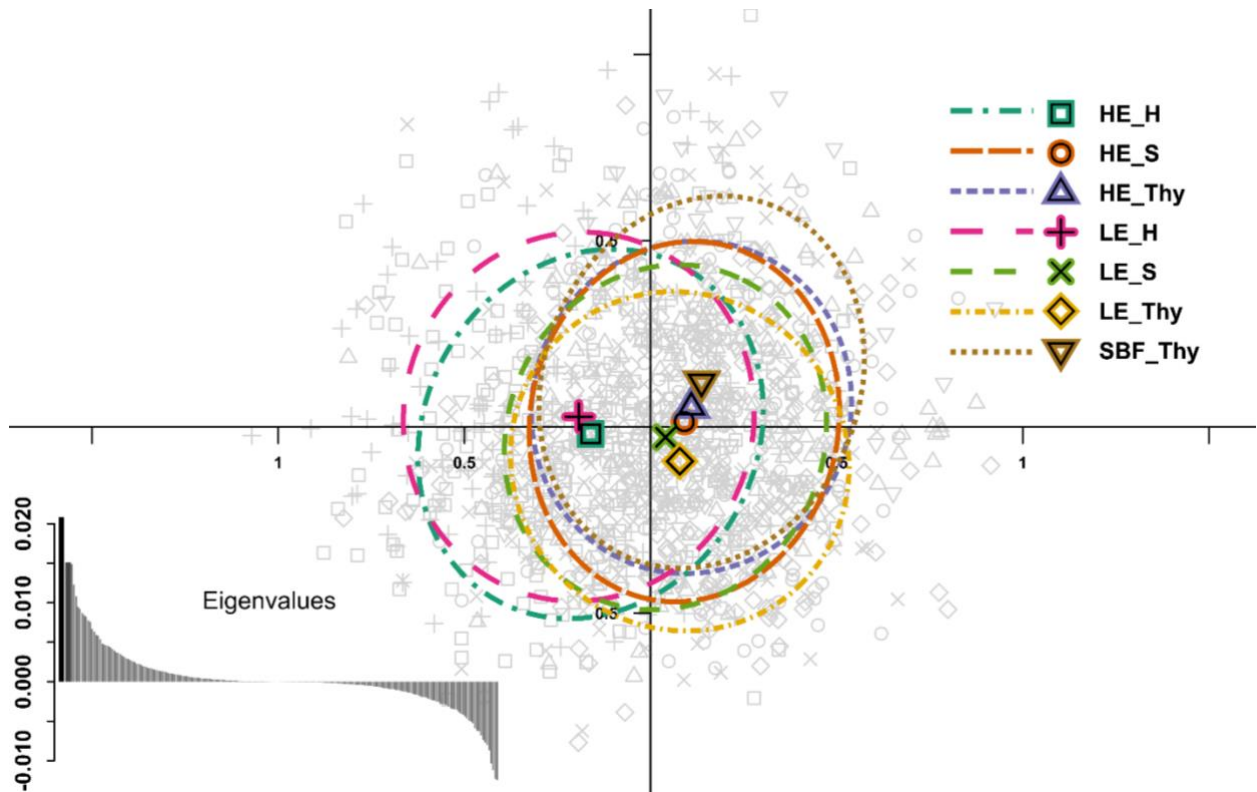 HE_H
HE_S
HE_Thy
LE_H
LE_S
LE_Thy
SBF_Thy
0.5
1
0.5
0.5
1
0.5
Eigenvalues
0.020
0.010
0.000
-0.010